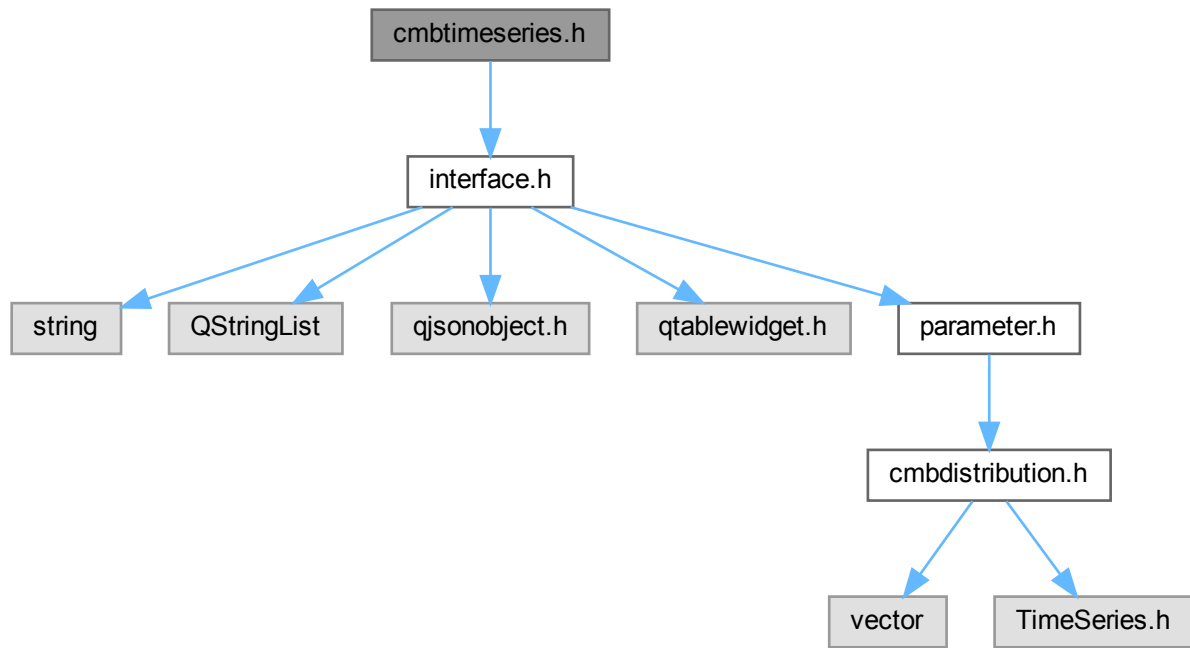 cmbtimeseries.h
interface.h
string
QStringList
qjsonobject.h
qtablewidget.h
parameter.h
cmbdistribution.h
vector
TimeSeries.h